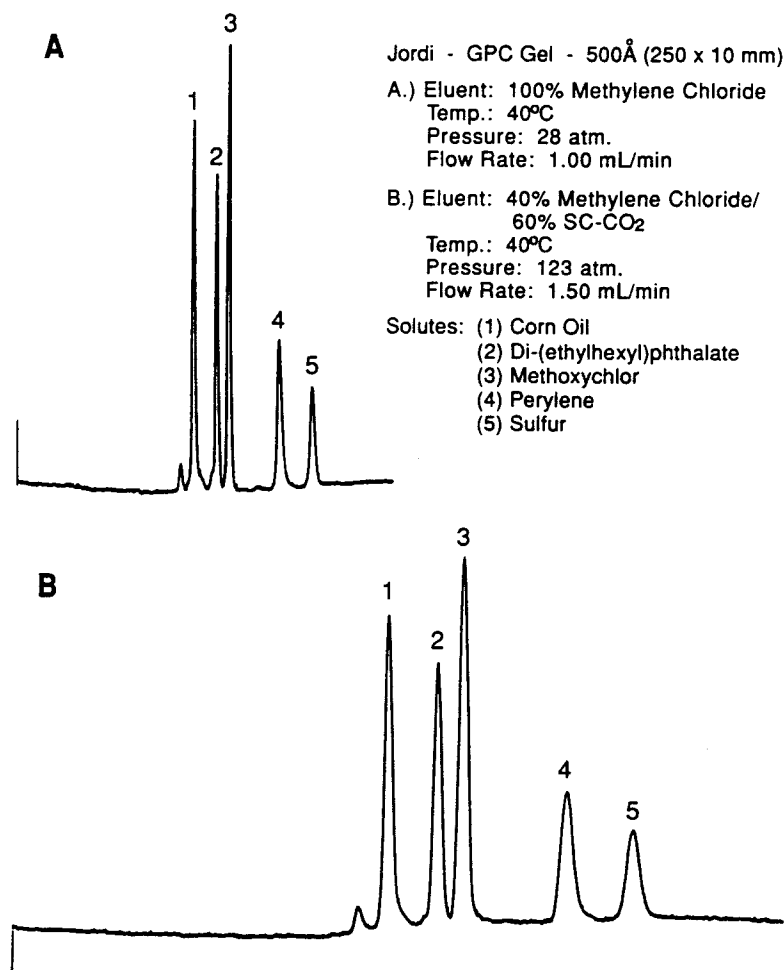 A
1
2
3
4
5
Jordi - GPC Gel - 500Å (250 x 10 mm)
A.) Eluent: 100% Methylene Chloride
Temp.: 40ºC
Pressure: 28 atm.
Flow Rate: 1.00 mL/min
B.) Eluent: 40% Methylene Chloride/
60% SC-CO2
Temp.: 40ºC
Pressure: 123 atm.
Flow Rate: 1.50 mL/min
Solutes: (1) Corn Oil
(2) Di-(ethylhexyl)phthalate
(3) Methoxychlor
(4) Perylene
(5) Sulfur
B
1
2
3
4
5